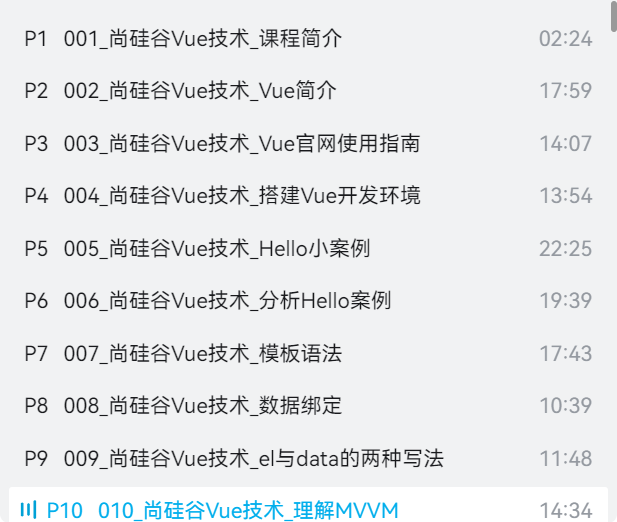 P1 001_尚硅谷Vue技术_课程简介 02:24
P2 002_尚硅谷Vue技术_Vue简介 17:59
P3 003_尚硅谷Vue技术_Vue官网使用指南 14:07
P4 004_尚硅谷Vue技术_搭建Vue开发环境 13:54
P5 005_尚硅谷Vue技术_Hello小案例 22:25
P6 006_尚硅谷Vue技术_分析Hello案例 19:39
P7 007_尚硅谷Vue技术_模板语法 17:43
P8 008_尚硅谷Vue技术_数据绑定 10:39
P9 009_尚硅谷Vue技术_el与data的两种写法 11:48
P10 010_尚硅谷Vue技术_理解MVVM 14:34